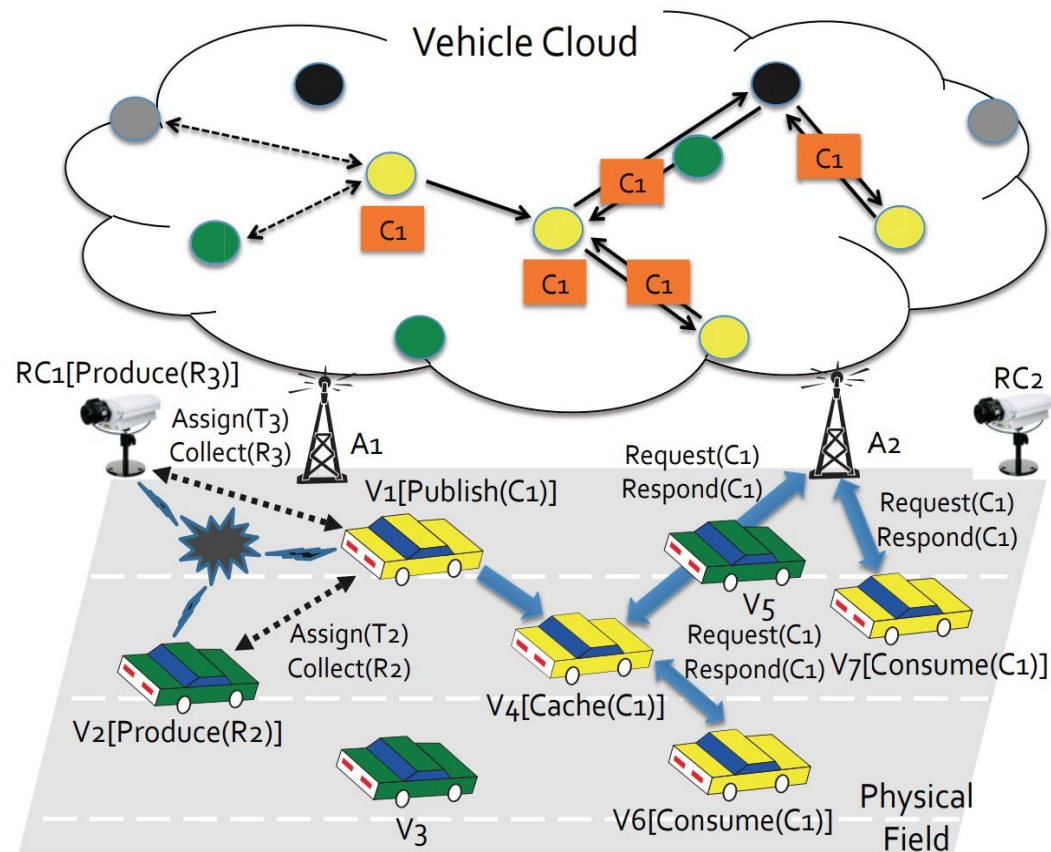 Vehicle Cloud
C1
C1
C1
C1
C1
RC1[Produce(R3)]
RC2
Assign(T3)
Collect(R3)
A1
A2
Request(C1)
Respond(C1)
V1[Publish(C1)]
Request(C1)
Respond(C1)
V5
Assign(T2)
Collect(R2)
Request(C1)
Respond(C1)
V7[Consume(C1)]
V4[Cache(C1)]
V2[Produce(R2)]
V3
V6[Consume(C1)]
Physical
Field